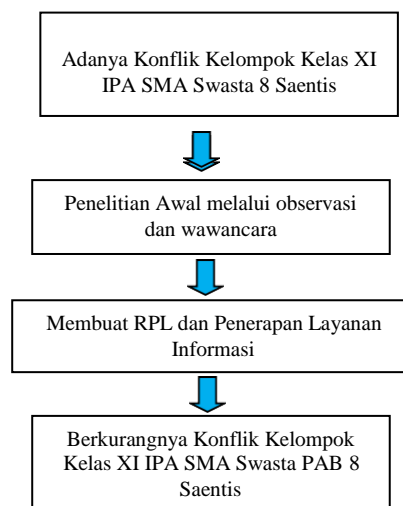 Adanya Konflik Kelompok Kelas XI
IPA SMA Swasta 8 Saentis
Penelitian Awal melalui observasi
dan wawancara
Membuat RPL dan Penerapan Layanan
Informasi
Berkurangnya Konflik Kelompok
Kelas XI IPA SMA Swasta PAB 8
Saentis